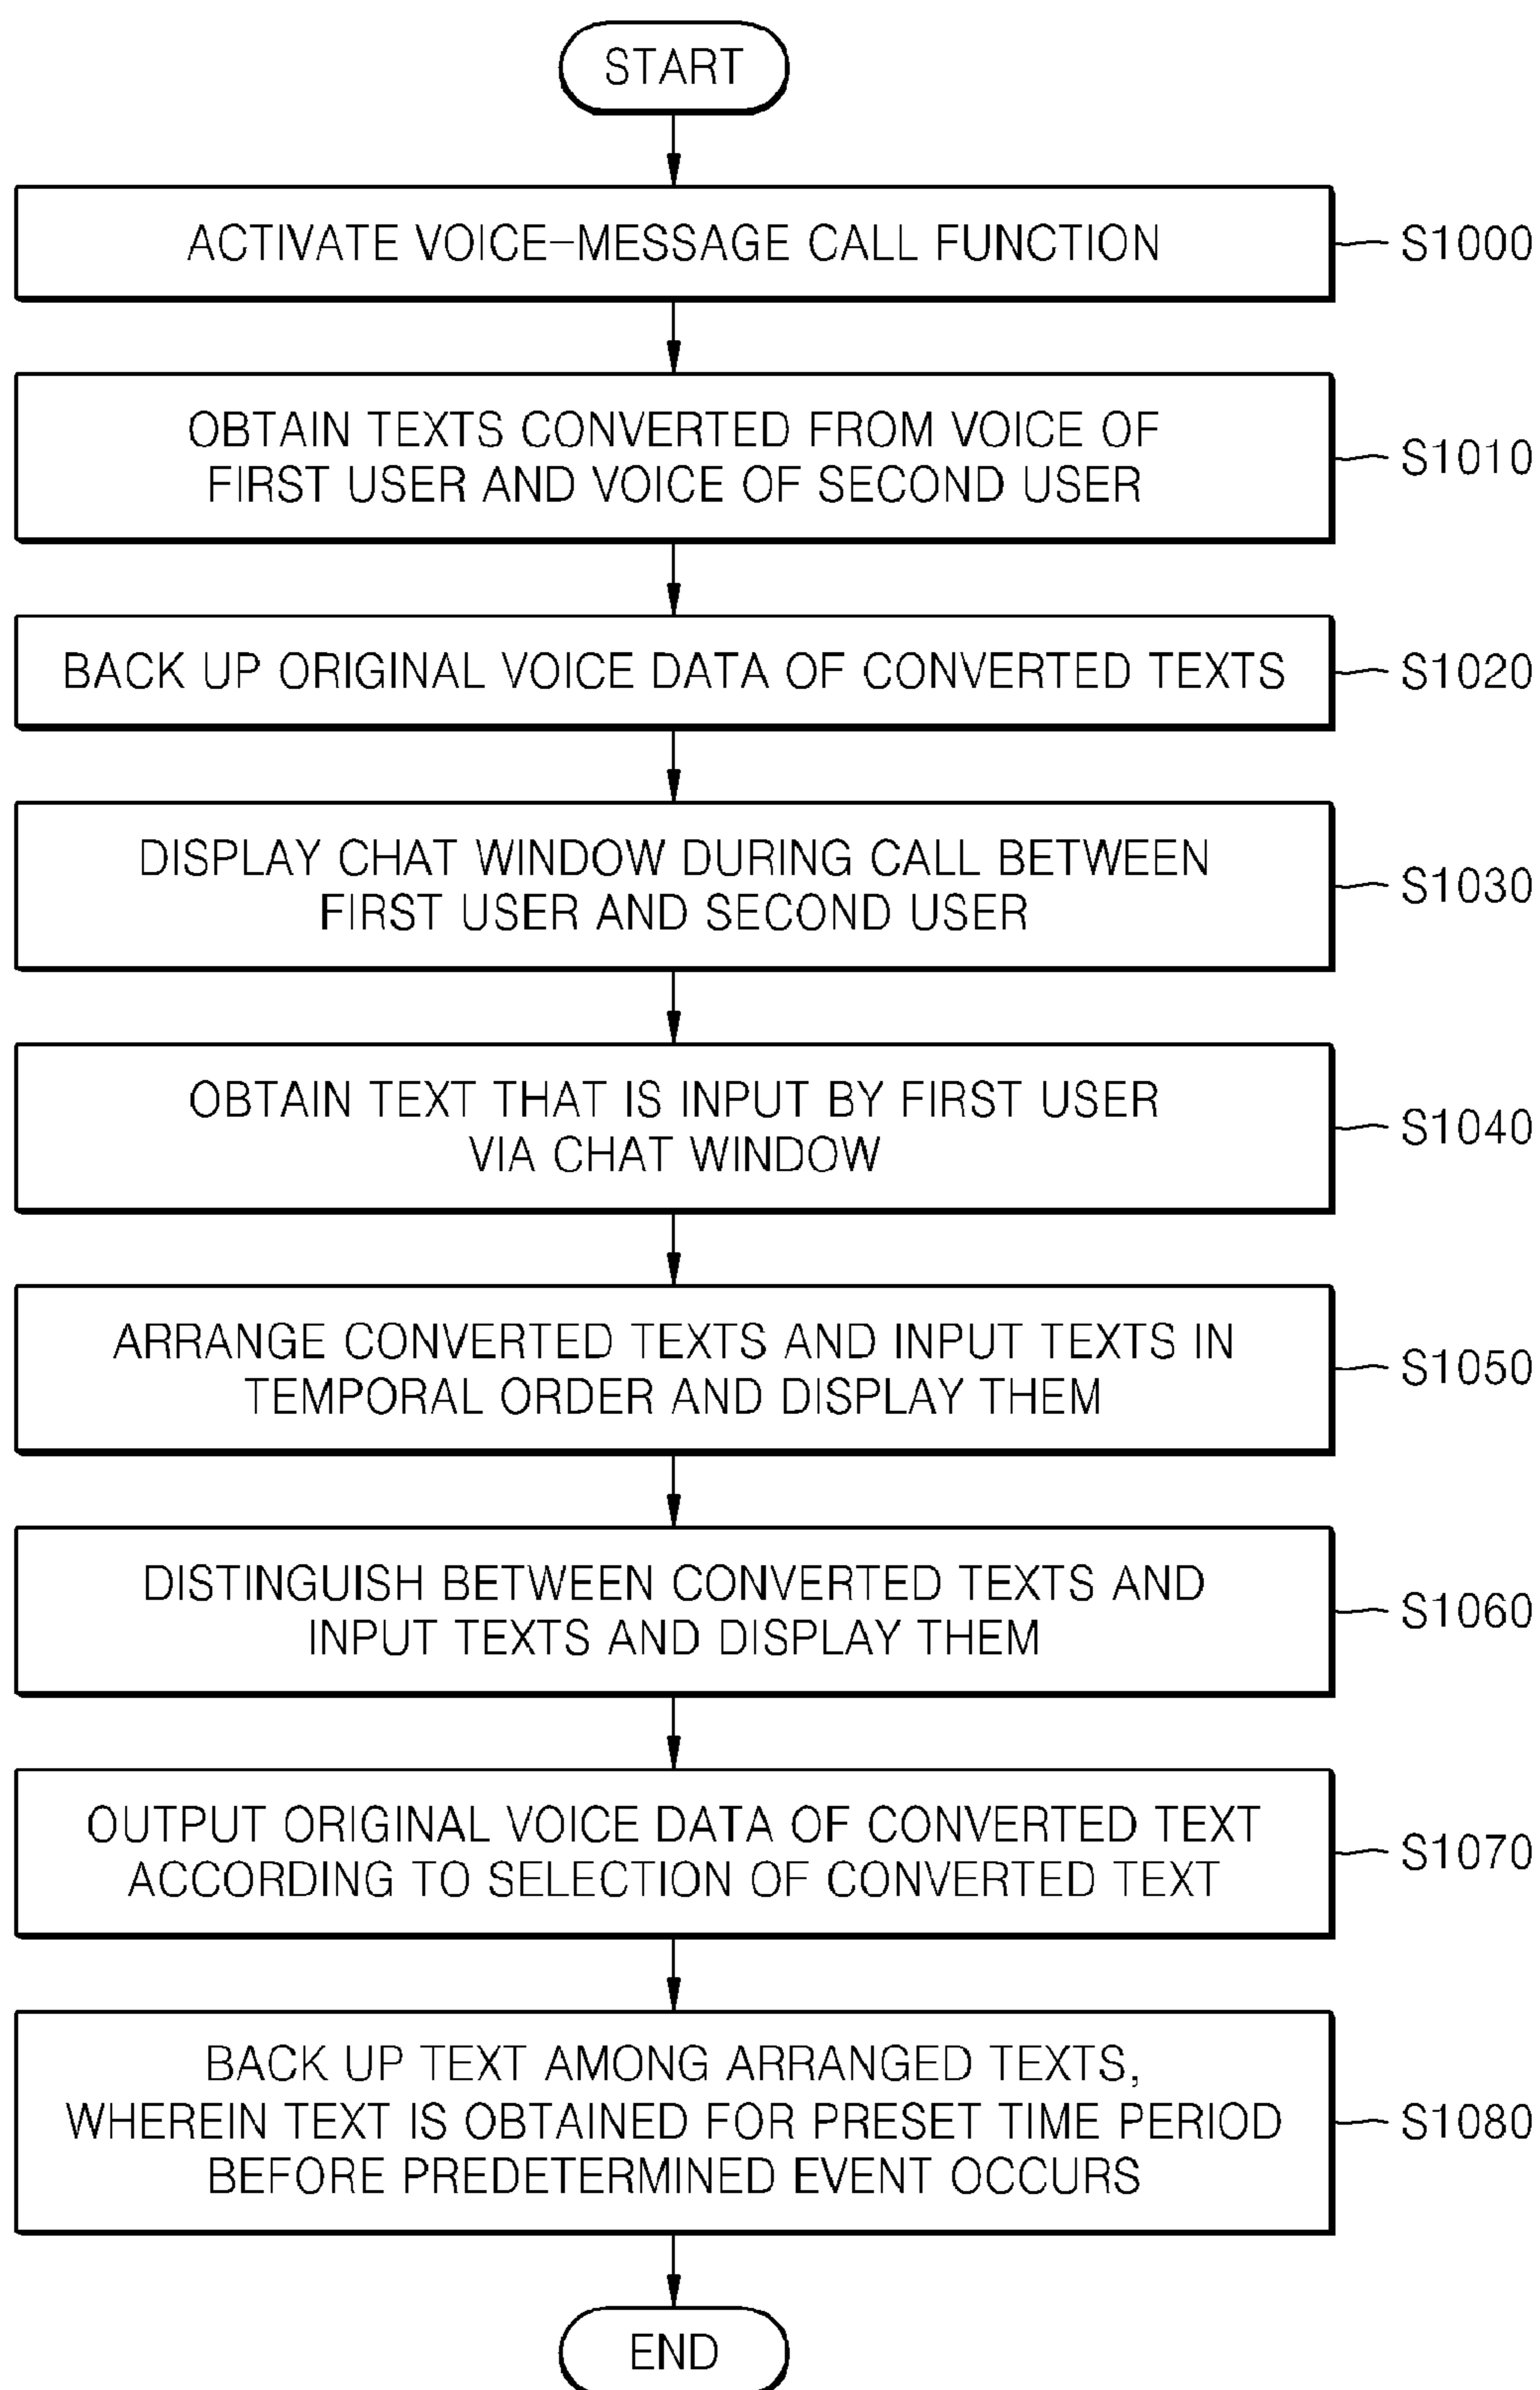 START
ACTIVATE VOICE-MESSAGE CALL FUNCTION
S1000
OBTAIN TEXTS CONVERTED FROM VOICE OF
FIRST USER AND VOICE OF SECOND USER
S1010
BACK UP ORIGINAL VOICE DATA OF CONVERTED TEXTS
S1020
DISPLAY CHAT WINDOW DURING CALL BETWEEN
FIRST USER AND SECOND USER
S1030
OBTAIN TEXT THAT IS INPUT BY FIRST USER
VIA CHAT WINDOW
S1040
ARRANGE CONVERTED TEXTS AND INPUT TEXTS IN
TEMPORAL ORDER AND DISPLAY THEM
S1050
DISTINGUISH BETWEEN CONVERTED TEXTS AND
INPUT TEXTS AND DISPLAY THEM
S1060
OUTPUT ORIGINAL VOICE DATA OF CONVERTED TEXT
ACCORDING TO SELECTION OF CONVERTED TEXT
S1070
BACK UP TEXT AMONG ARRANGED TEXTS,
WHEREIN TEXT IS OBTAINED FOR PRESET TIME PERIOD
BEFORE PREDETERMINED EVENT OCCURS
S1080
END